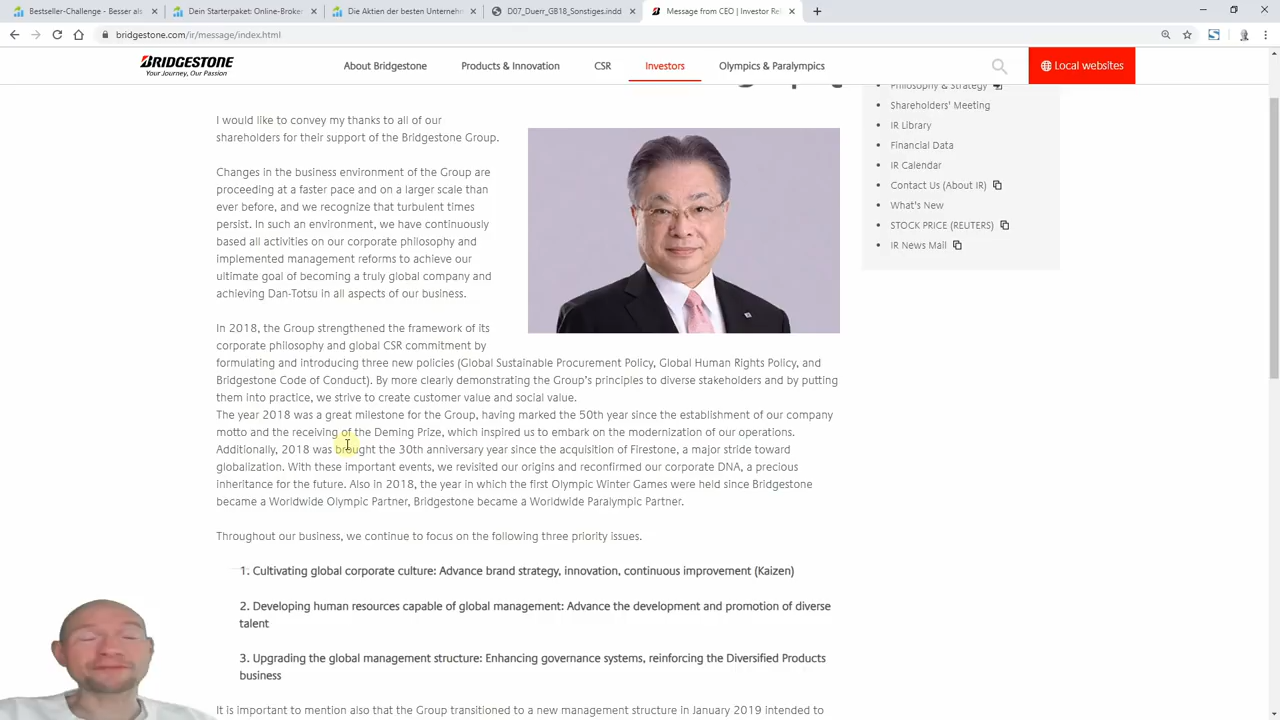 Bestseller-Challenge - Besser als
Dein Starterpaket: Online-Broker
Die Aktien der besten Unternehm
D07_Duerr_GB18_Sonstiges.indd
Message from CEO | Investor Re
bridgestone.com/ir/message/index.html
BRIDGESTONE
Your Journey, Our Passion
About Bridgestone
Products & Innovation
CSR
Investors
Olympics & Paralympics
Local websites
Philosophy & Strategy
Shareholders' Meeting
IR Library
Financial Data
IR Calendar
Contact Us (About IR)
What's New
STOCK PRICE (REUTERS)
IR News Mail
I would like to convey my thanks to all of our
shareholders for their support of the Bridgestone Group.
Changes in the business environment of the Group are
proceeding at a faster pace and on a larger scale than
ever before, and we recognize that turbulent times
persist. In such an environment, we have continuously
based all activities on our corporate philosophy and
implemented management reforms to achieve our
ultimate goal of becoming a truly global company and
achieving Dan-Totsu in all aspects of our business.
In 2018, the Group strengthened the framework of its
corporate philosophy and global CSR commitment by
formulating and introducing three new policies (Global Sustainable Procurement Policy, Global Human Rights Policy, and
Bridgestone Code of Conduct). By more clearly demonstrating the Group's principles to diverse stakeholders and by putting
them into practice, we strive to create customer value and social value.
The year 2018 was a great milestone for the Group, having marked the 50th year since the establishment of our company
motto and the receiving of the Deming Prize, which inspired us to embark on the modernization of our operations.
Additionally, 2018 was brought the 30th anniversary year since the acquisition of Firestone, a major stride toward
globalization. With these important events, we revisited our origins and reconfirmed our corporate DNA, a precious
inheritance for the future. Also in 2018, the year in which the first Olympic Winter Games were held since Bridgestone
became a Worldwide Olympic Partner, Bridgestone became a Worldwide Paralympic Partner.
Throughout our business, we continue to focus on the following three priority issues.
1. Cultivating global corporate culture: Advance brand strategy, innovation, continuous improvement (Kaizen)
2. Developing human resources capable of global management: Advance the development and promotion of diverse
talent
3. Upgrading the global management structure: Enhancing governance systems, reinforcing the Diversified Products
business
It is important to mention also that the Group transitioned to a new management structure in January 2019 intended to